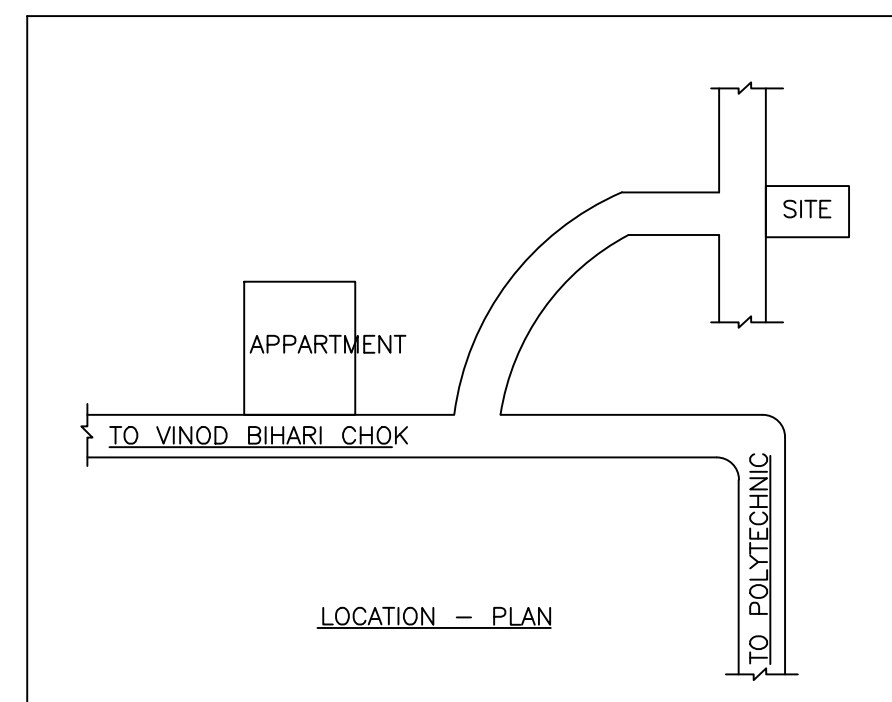 SITE
APPARTMENT
TO VINOD BIHARI CHOK
TO POLYTECHNIC
LOCATION - PLAN